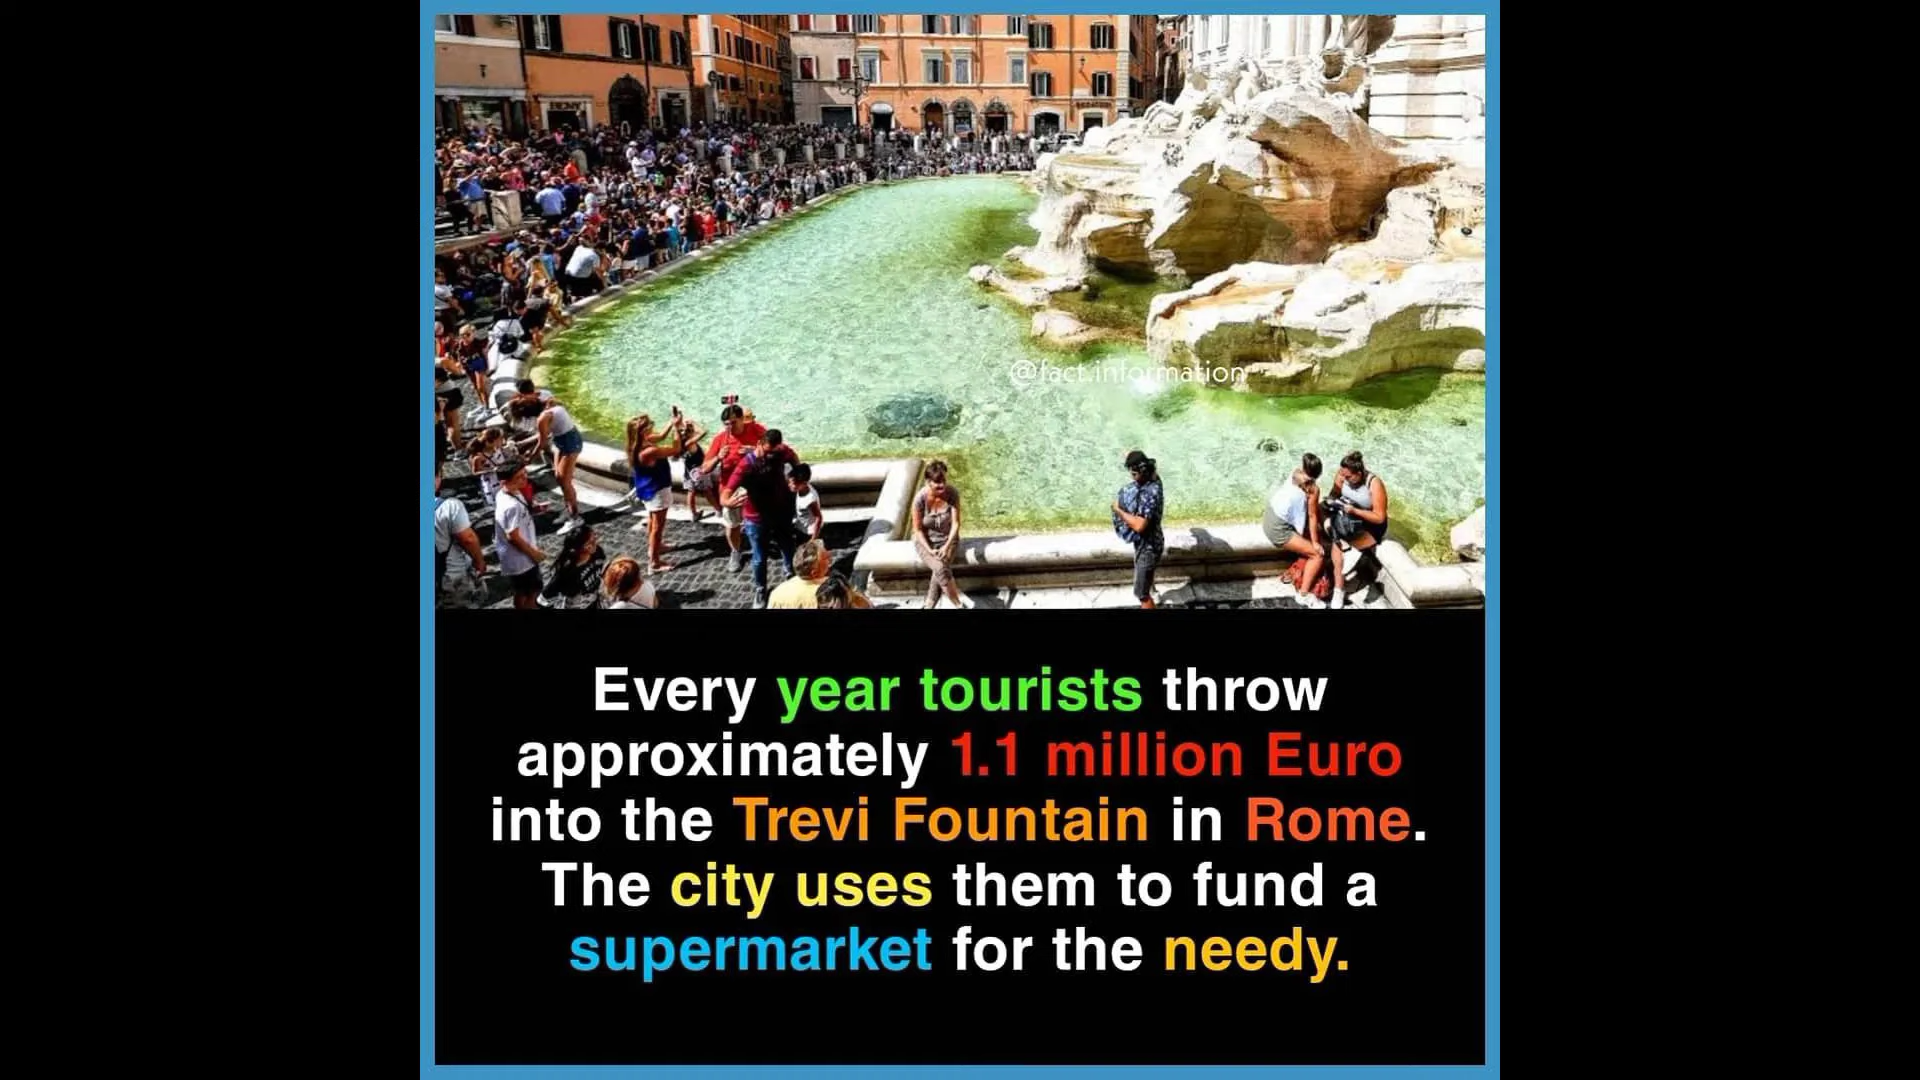 @fact.information
Every year tourists throw
approximately 1.1 million Euro
into the Trevi Fountain in Rome.
The city uses them to fund a
supermarket for the needy.